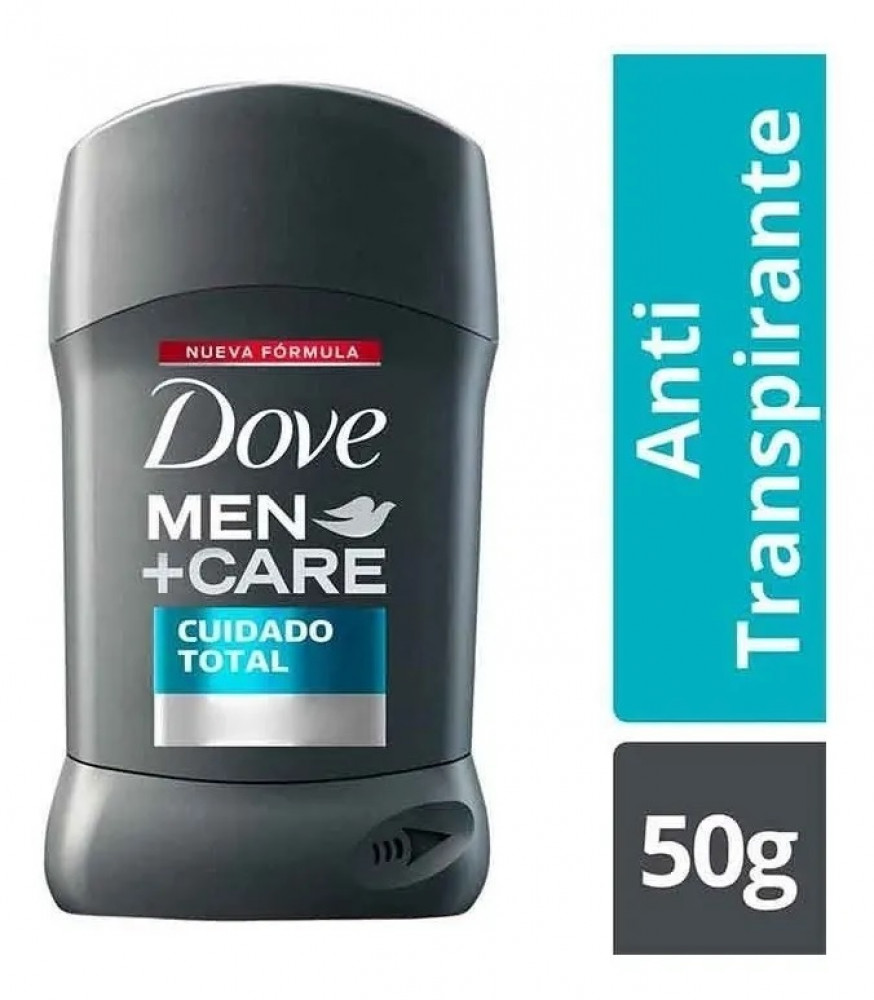 NUEVA FÓRMULA
Dove
MEN
+CARE
CUIDADO
TOTAL
Anti
Transpirante
50g